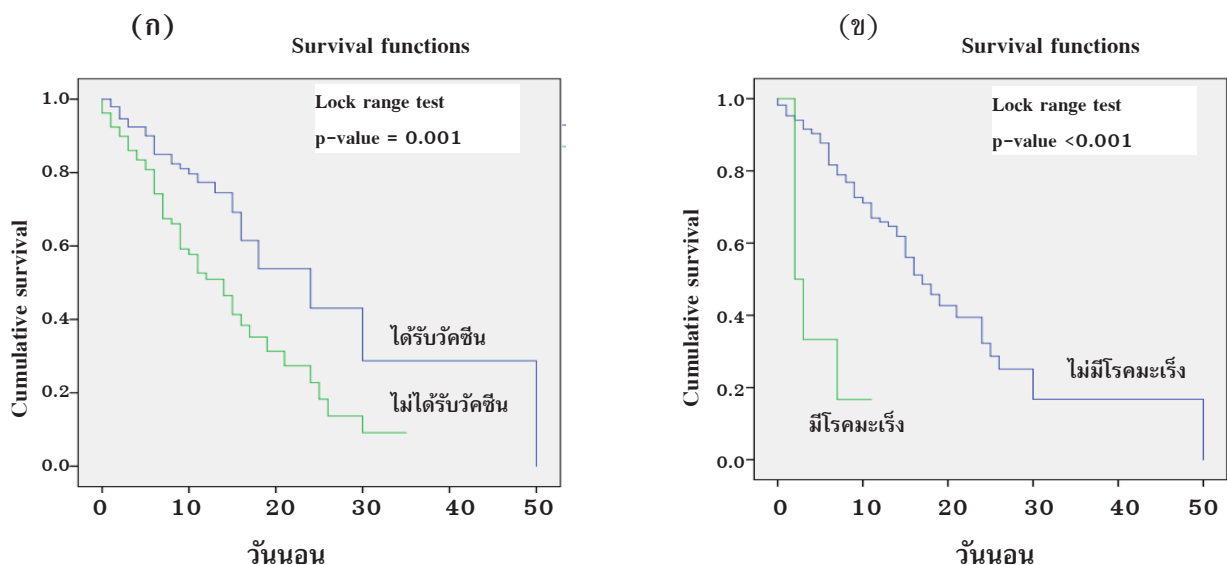 (ก)
Survival functions
Lock range test
p-value = 0.001
1.0
0.8
0.6
0.4
0.2
0.0
Cumulative survival
ได้รับวัคซีน
ไม่ได้รับวัคซีน
0 10 20 30 40 50
วันนอน
(ข)
Survival functions
Lock range test
p-value <0.001
1.0
0.8
0.6
0.4
0.2
0.0
Cumulative survival
ไม่มีโรคมะเร็ง
มีโรคมะเร็ง
0 10 20 30 40 50
วันนอน